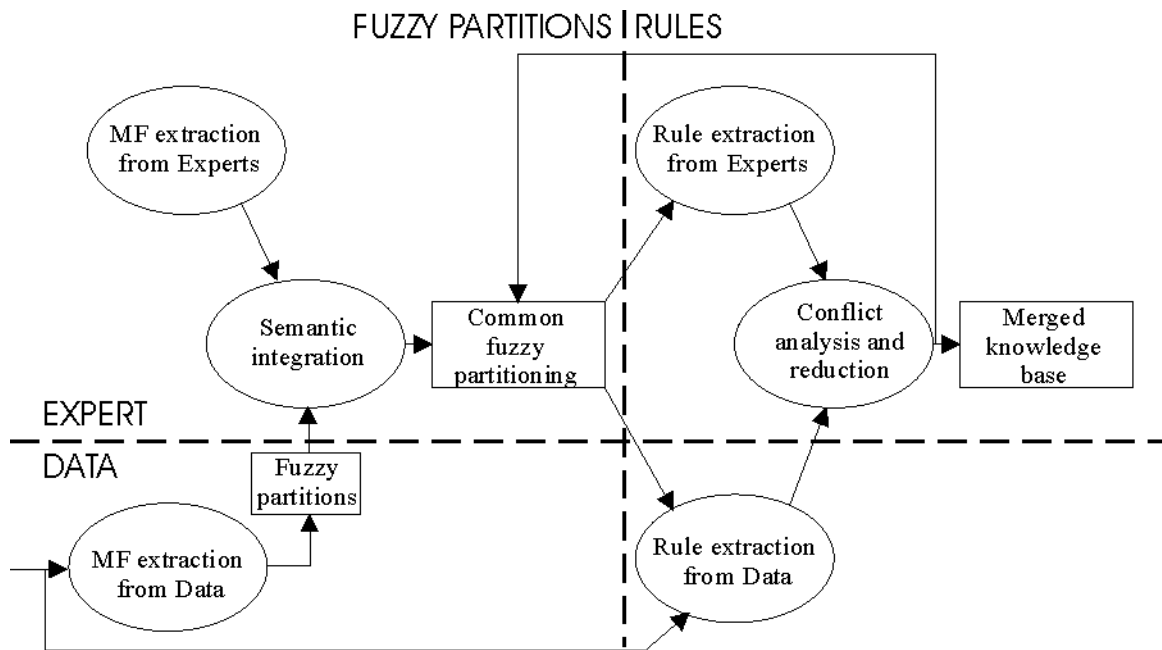 FUZZY PARTITIONS
RULES
MF extraction
from Experts
Rule extraction
from Experts
Semantic
integration
Common
fuzzy
partitioning
Conflict
analysis and
reduction
Merged
knowledge
base
EXPERT
DATA
Fuzzy
partitions
MF extraction
from Data
Rule extraction
from Data